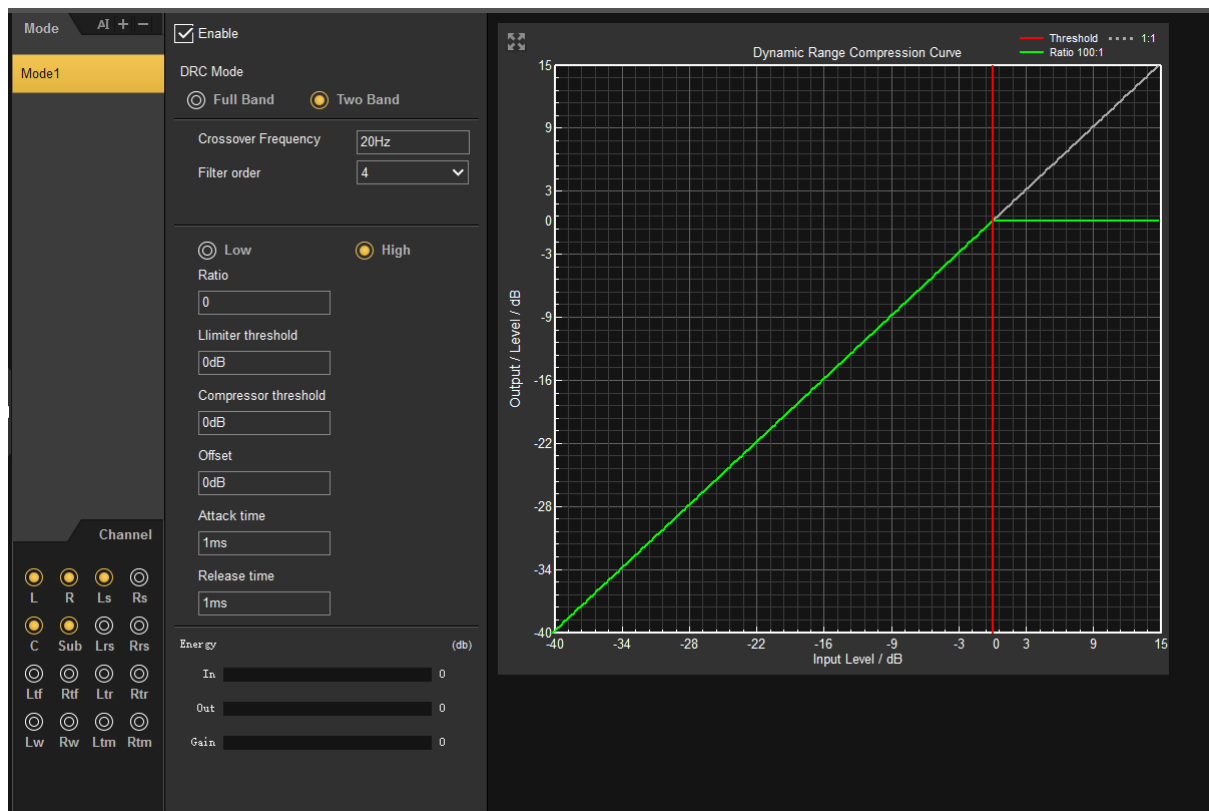 Mode AI + −
Mode1
Enable
DRC Mode
Full Band Two Band
Crossover Frequency 20Hz
Filter order 4
Low High
Ratio
0
Llimiter threshold
0dB
Compressor threshold
0dB
Offset
0dB
Attack time
1ms
Release time
1ms
Energy (db)
In 0
Out 0
Gain 0
Channel
L R Ls Rs
C Sub Lrs Rrs
Ltf Rtf Ltr Rtr
Lw Rw Ltm Rtm
Threshold 1:1
Ratio 100:1
Dynamic Range Compression Curve
15
9
3
0
-3
-9
-16
-22
-28
-34
-40
Output / Level / dB
-40 -34 -28 -22 -16 -9 -3 0 3 9 15
Input Level / dB